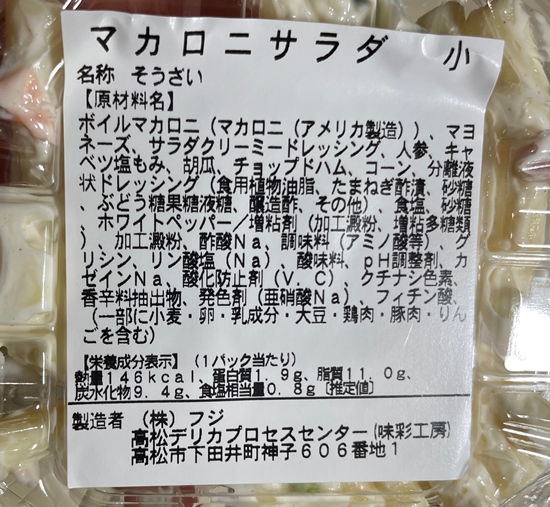 マカロニサラダ 小
名称 そうざい
【原材料名】
ボイルマカロニ（マカロニ（アメリカ製造））、マヨ
ネーズ、サラダクリーミードレッシング、人参、キャ
ベツ塩もみ、胡瓜、チョップドハム、コーン、分離液
状ドレッシング（食用植物油脂、たまねぎ酢漬、砂糖
、ぶどう糖果糖液糖、醸造酢、その他）、食塩、砂糖
、ホワイトペッパー／増粘剤（加工澱粉、増粘多糖類
）、加工澱粉、酢酸Ｎａ、調味料（アミノ酸等）、グ
リシン、リン酸塩（Ｎａ）、酸味料、ｐＨ調整剤、カ
ゼインＮａ、酸化防止剤（Ｖ．Ｃ）、クチナシ色素、
香辛料抽出物、発色剤（亜硝酸Ｎａ）、フィチン酸、
（一部に小麦・卵・乳成分・大豆・鶏肉・豚肉・りん
ごを含む）
【栄養成分表示】（１パック当たり）
熱量１４６ｋｃａｌ、蛋白質１．９ｇ、脂質１１．０ｇ、
炭水化物９．４ｇ、食塩相当量０．８ｇ［推定値］
製造者 （株）フジ
高松デリカプロセスセンター（味彩工房）
高松市下田井町神子６０６番地１